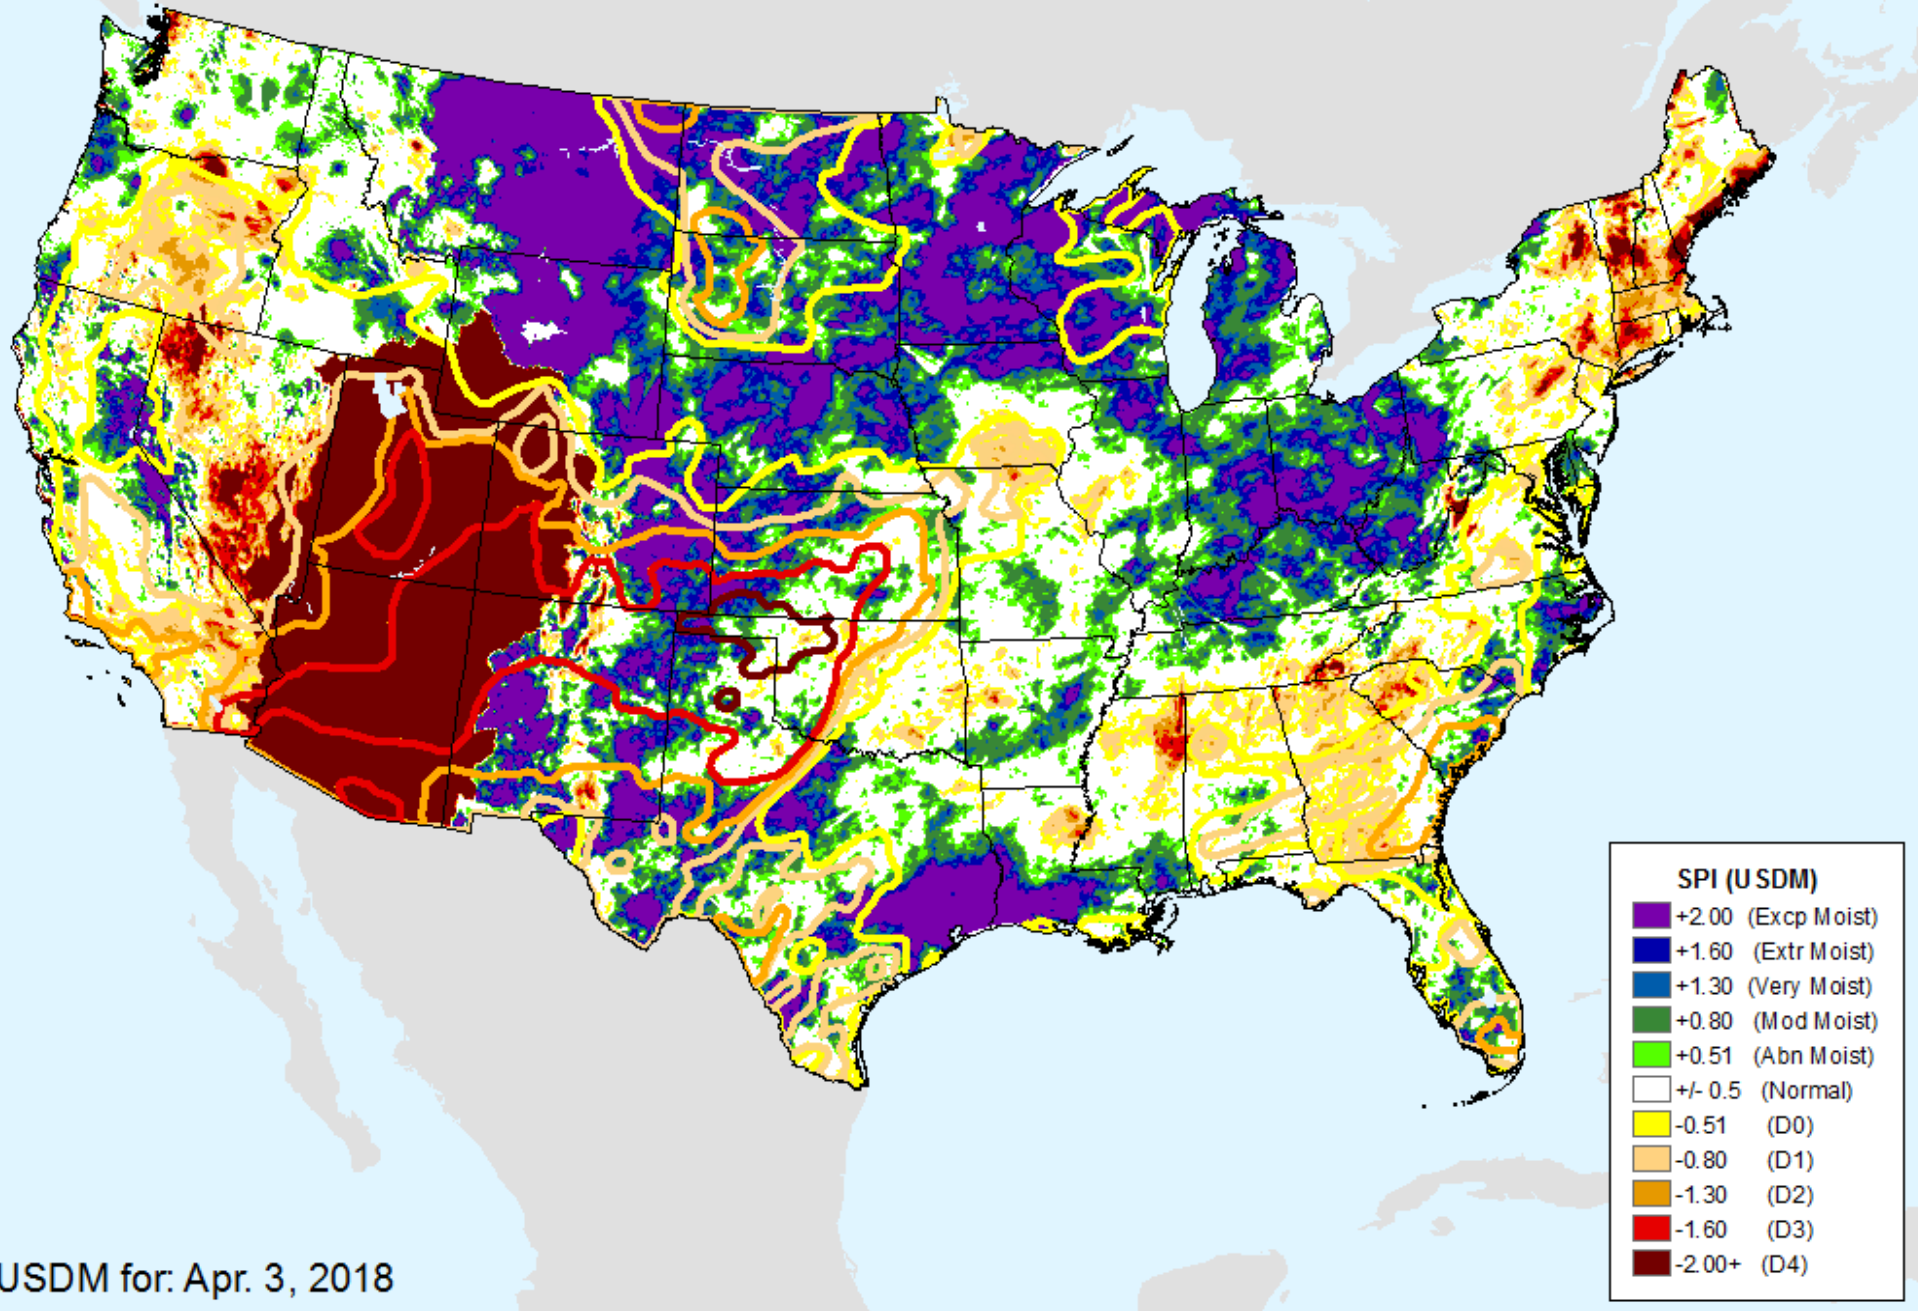 SPI (USDM)
+2.00 (Excp Moist)
+1.60 (Extr Moist)
+1.30 (Very Moist)
+0.80 (Mod Moist)
+0.51 (Abn Moist)
+/- 0.5 (Normal)
-0.51 (D0)
-0.80 (D1)
-1.30 (D2)
-1.60 (D3)
-2.00+ (D4)
USDM for: Apr. 3, 2018